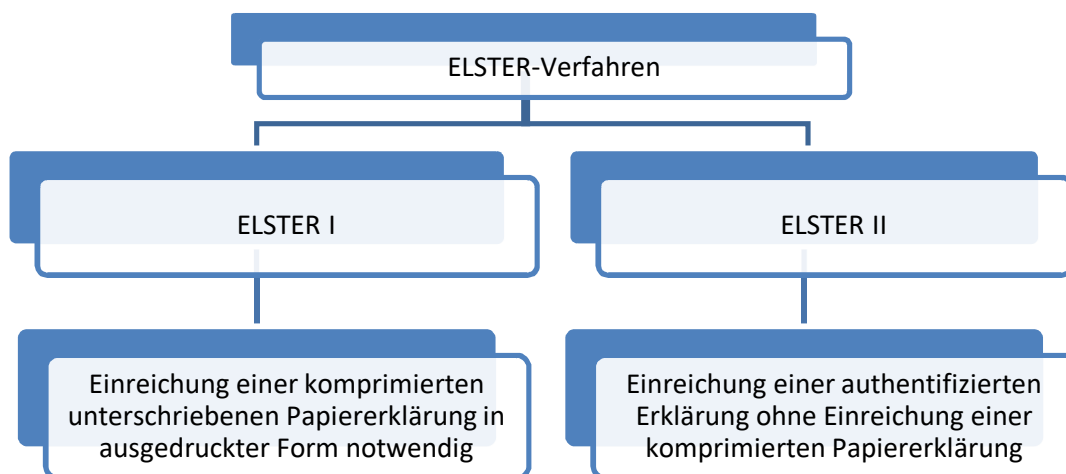 ELSTER-Verfahren
ELSTER I
ELSTER II
Einreichung einer komprimierten
unterschriebenen Papiererklärung in
ausgedruckter Form notwendig
Einreichung einer authentifizierten
Erklärung ohne Einreichung einer
komprimierten Papiererklärung